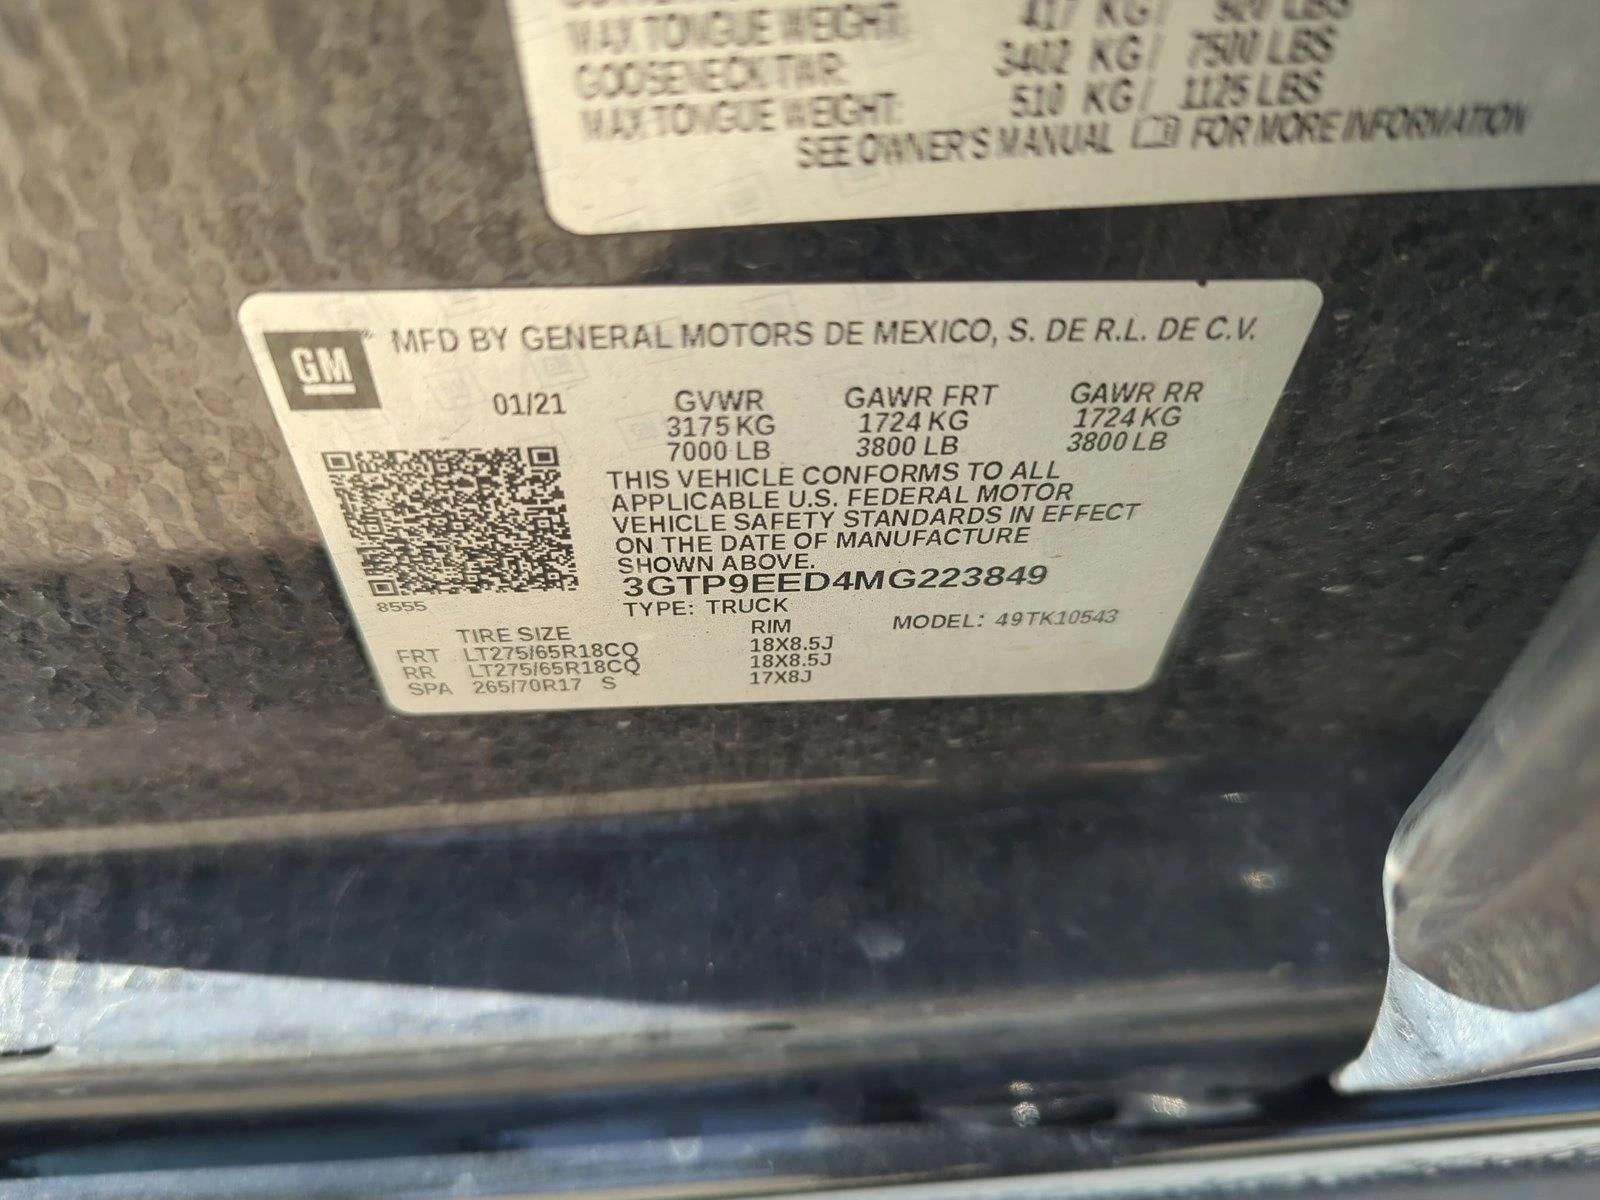 MAX TONGUE WEIGHT: 417 KG / 920 LBS
GOOSENECK TWR: 3402 KG / 7500 LBS
MAX TONGUE WEIGHT: 510 KG / 1125 LBS
SEE OWNER'S MANUAL FOR MORE INFORMATION
GM
MFD BY GENERAL MOTORS DE MEXICO, S. DE R.L. DE C.V.
01/21 GVWR GAWR FRT GAWR RR
3175 KG 1724 KG 1724 KG
7000 LB 3800 LB 3800 LB
THIS VEHICLE CONFORMS TO ALL
APPLICABLE U.S. FEDERAL MOTOR
VEHICLE SAFETY STANDARDS IN EFFECT
ON THE DATE OF MANUFACTURE
SHOWN ABOVE.
3GTP9EED4MG223849
8555 TYPE: TRUCK
MODEL: 49TK10543
TIRE SIZE RIM
FRT LT275/65R18CQ 18X8.5J
RR LT275/65R18CQ 18X8.5J
SPA 265/70R17 S 17X8J